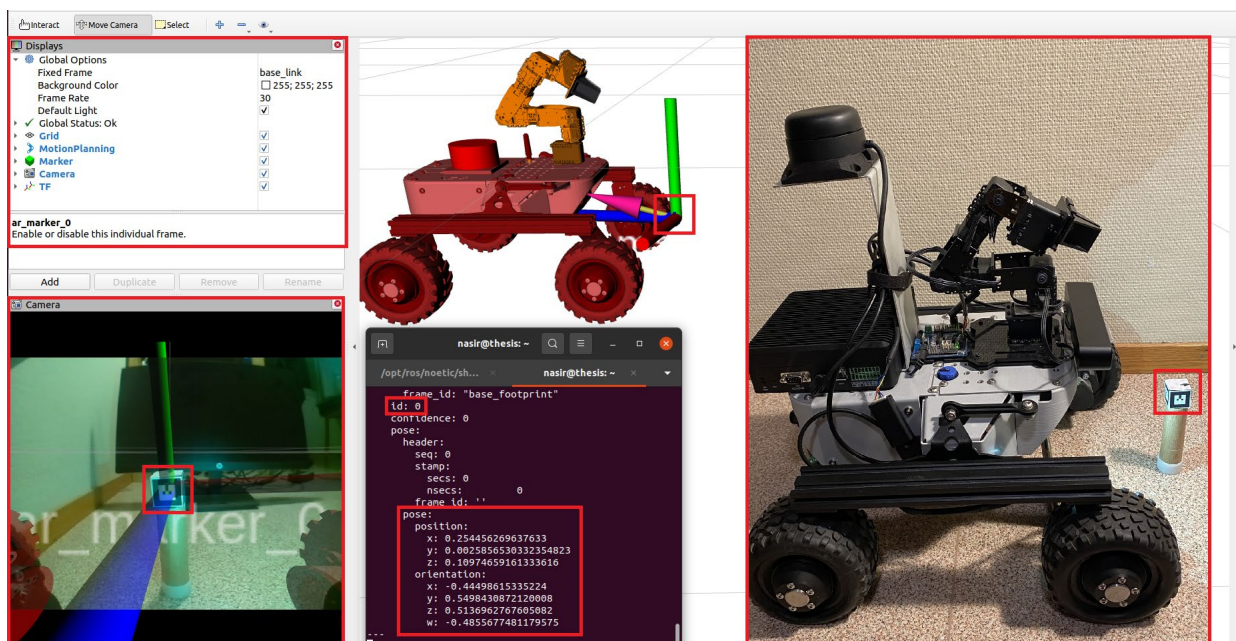 Interact Move Camera Select
Displays
Global Options
Fixed Frame base_link
Background Color 255; 255; 255
Frame Rate 30
Default Light ✓
✓ Global Status: Ok
Grid ✓
MotionPlanning ✓
Marker ✓
Camera ✓
TF ✓
ar_marker_0
Enable or disable this individual frame.
Add Duplicate Remove Rename
Camera
ar_marker_0
nasir@thesis: ~
/opt/ros/noetic/sh... × nasir@thesis: ~ ×
frame_id: "base_footprint"
id: 0
confidence: 0
pose:
header:
seq: 0
stamp:
secs: 0
nsecs: 0
frame_id: ''
pose:
position:
x: 0.254456269637633
y: 0.0025856530332354823
z: 0.10974659161333616
orientation:
x: -0.44498615335224
y: 0.5498430872120008
z: 0.5136962767605082
w: -0.4855677481179575
---